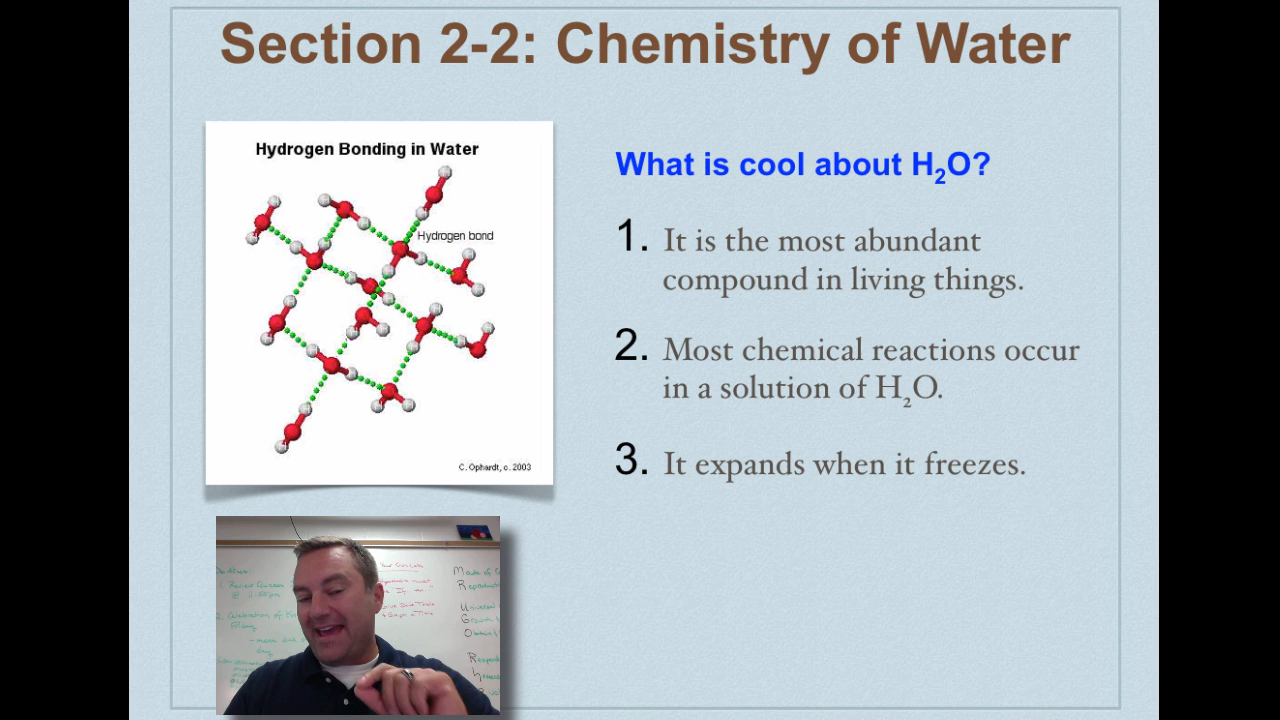 Section 2-2: Chemistry of Water
Hydrogen Bonding in Water
Hydrogen bond
C. Ophardt, c. 2003
What is cool about H₂O?
1. It is the most abundant
compound in living things.
2. Most chemical reactions occur
in a solution of H₂O.
3. It expands when it freezes.